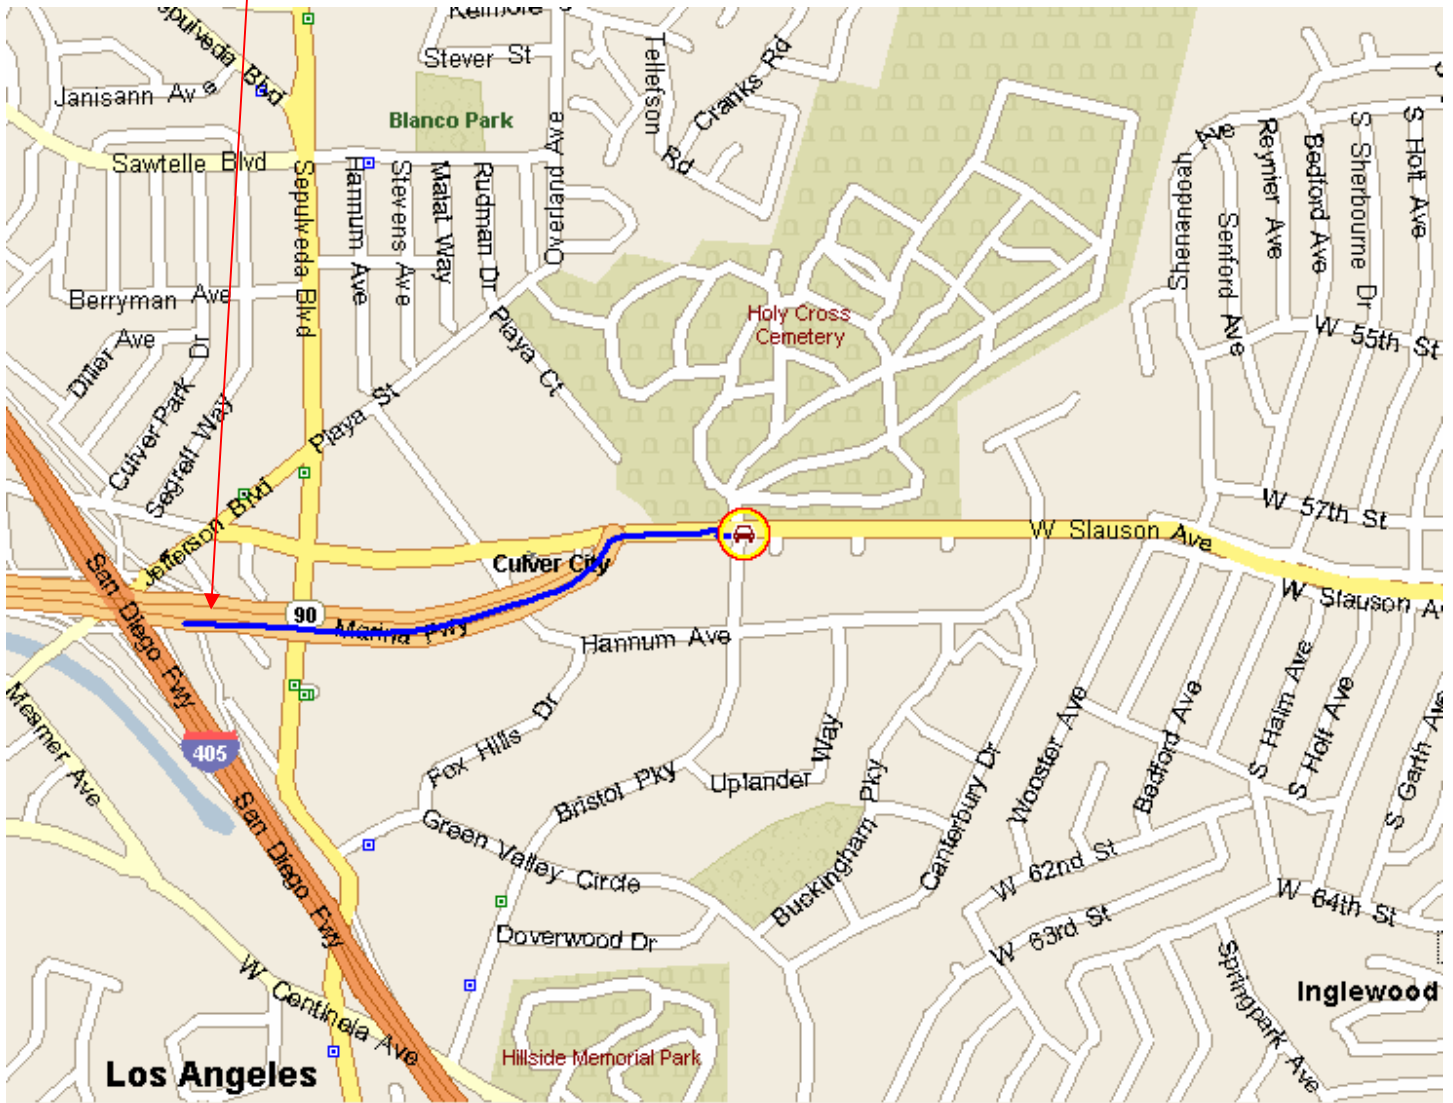 Sepulveda Blvd
Kelmore
Stever St
Tellefson
Rd
Cranks Rd
Janisann Ave
Blanco Park
Sawtelle Blvd
Sepulveda Blvd
Hannum Ave
Stevens Ave
Malat Way
Rudman Dr
Overland Ave
Shenandoah
Ave
Senford Ave
Reynier Ave
Bedford Ave
S Sherbourne Dr
S Holt Ave
Berryman Ave
Diller Ave
Culver Park Dr
Segrell Way
Playa St
Playa Ct
Holy Cross
Cemetery
W 55th St
W 57th St
Jefferson Blvd
W Slauson Ave
Culver City
W Slauson Av
San Diego Fwy
90
Marina Fwy
Hannum Ave
Mesmer Ave
405
Fox Hills Dr
Bristol Pky
Uplander Way
Buckingham Pky
Canterbury Dr
Wooster Ave
Bedford Ave
S Halm Ave
S Holt Ave
S Garth Ave
San Diego Fwy
Green Valley Circle
W 62nd St
W 63rd St
W 64th St
Doverwood Dr
W Centinela Ave
Springpark Ave
Inglewood
Hillside Memorial Park
Los Angeles